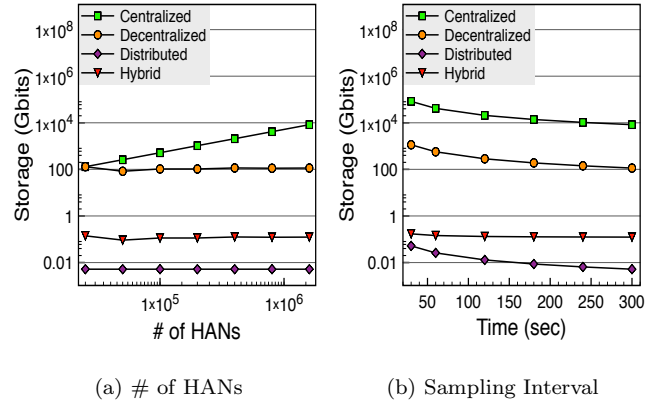 Centralized
Decentralized
Distributed
Hybrid
Storage (Gbits)
1x10^8
1x10^6
1x10^4
100
1
0.01
1x10^5
1x10^6
# of HANs
(a) # of HANs
Centralized
Decentralized
Distributed
Hybrid
Storage (Gbits)
1x10^8
1x10^6
1x10^4
100
1
0.01
50 100 150 200 250 300
Time (sec)
(b) Sampling Interval